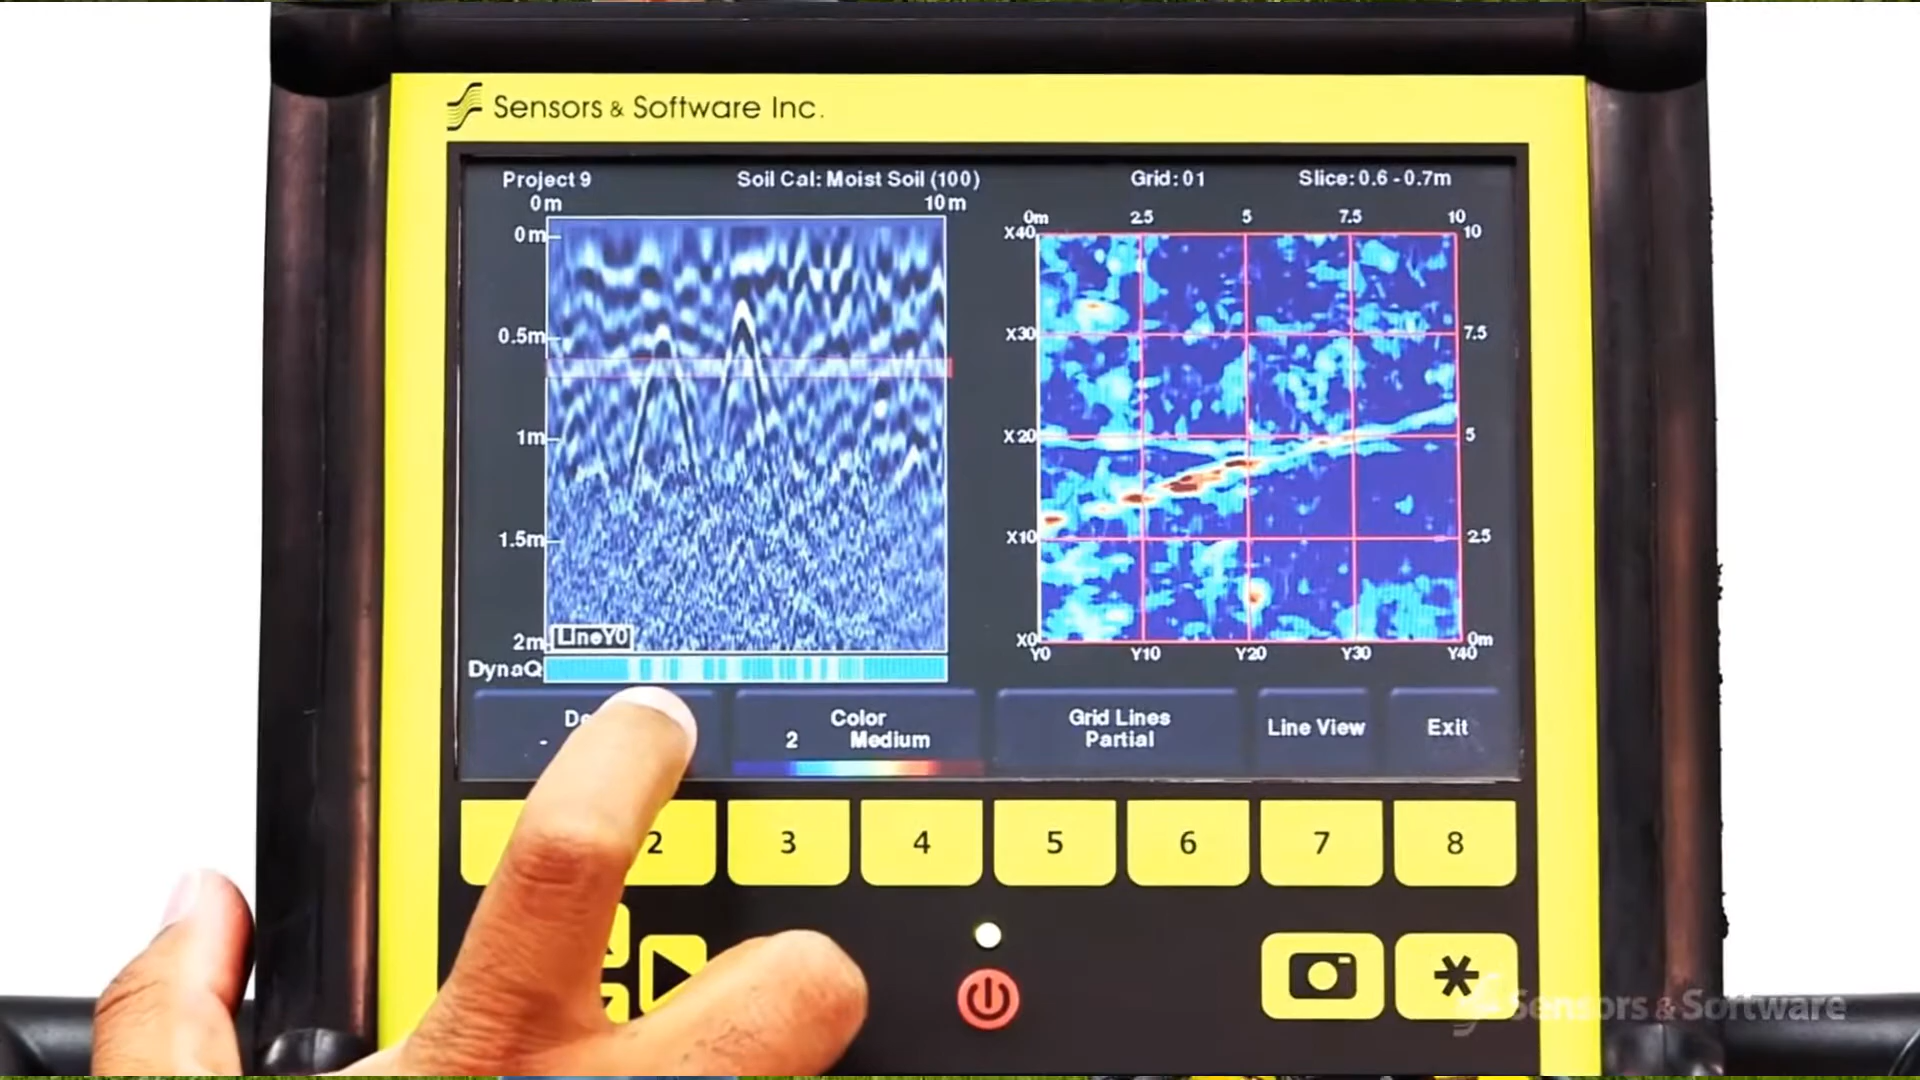 Sensors & Software Inc.
Project 9 Soil Cal: Moist Soil (100) Grid: 01 Slice: 0.6 - 0.7m
0m 10m
0m 2.5 5 7.5 10
0m
0.5m
1m
1.5m
2m
LineY0
DynaQ
X40 10
X30 7.5
X20 5
X10 2.5
X0 0m
Y0 Y10 Y20 Y30 Y40
-
Color
2 Medium
Grid Lines
Partial
Line View
Exit
2 3 4 5 6 7 8
Sensors & Software